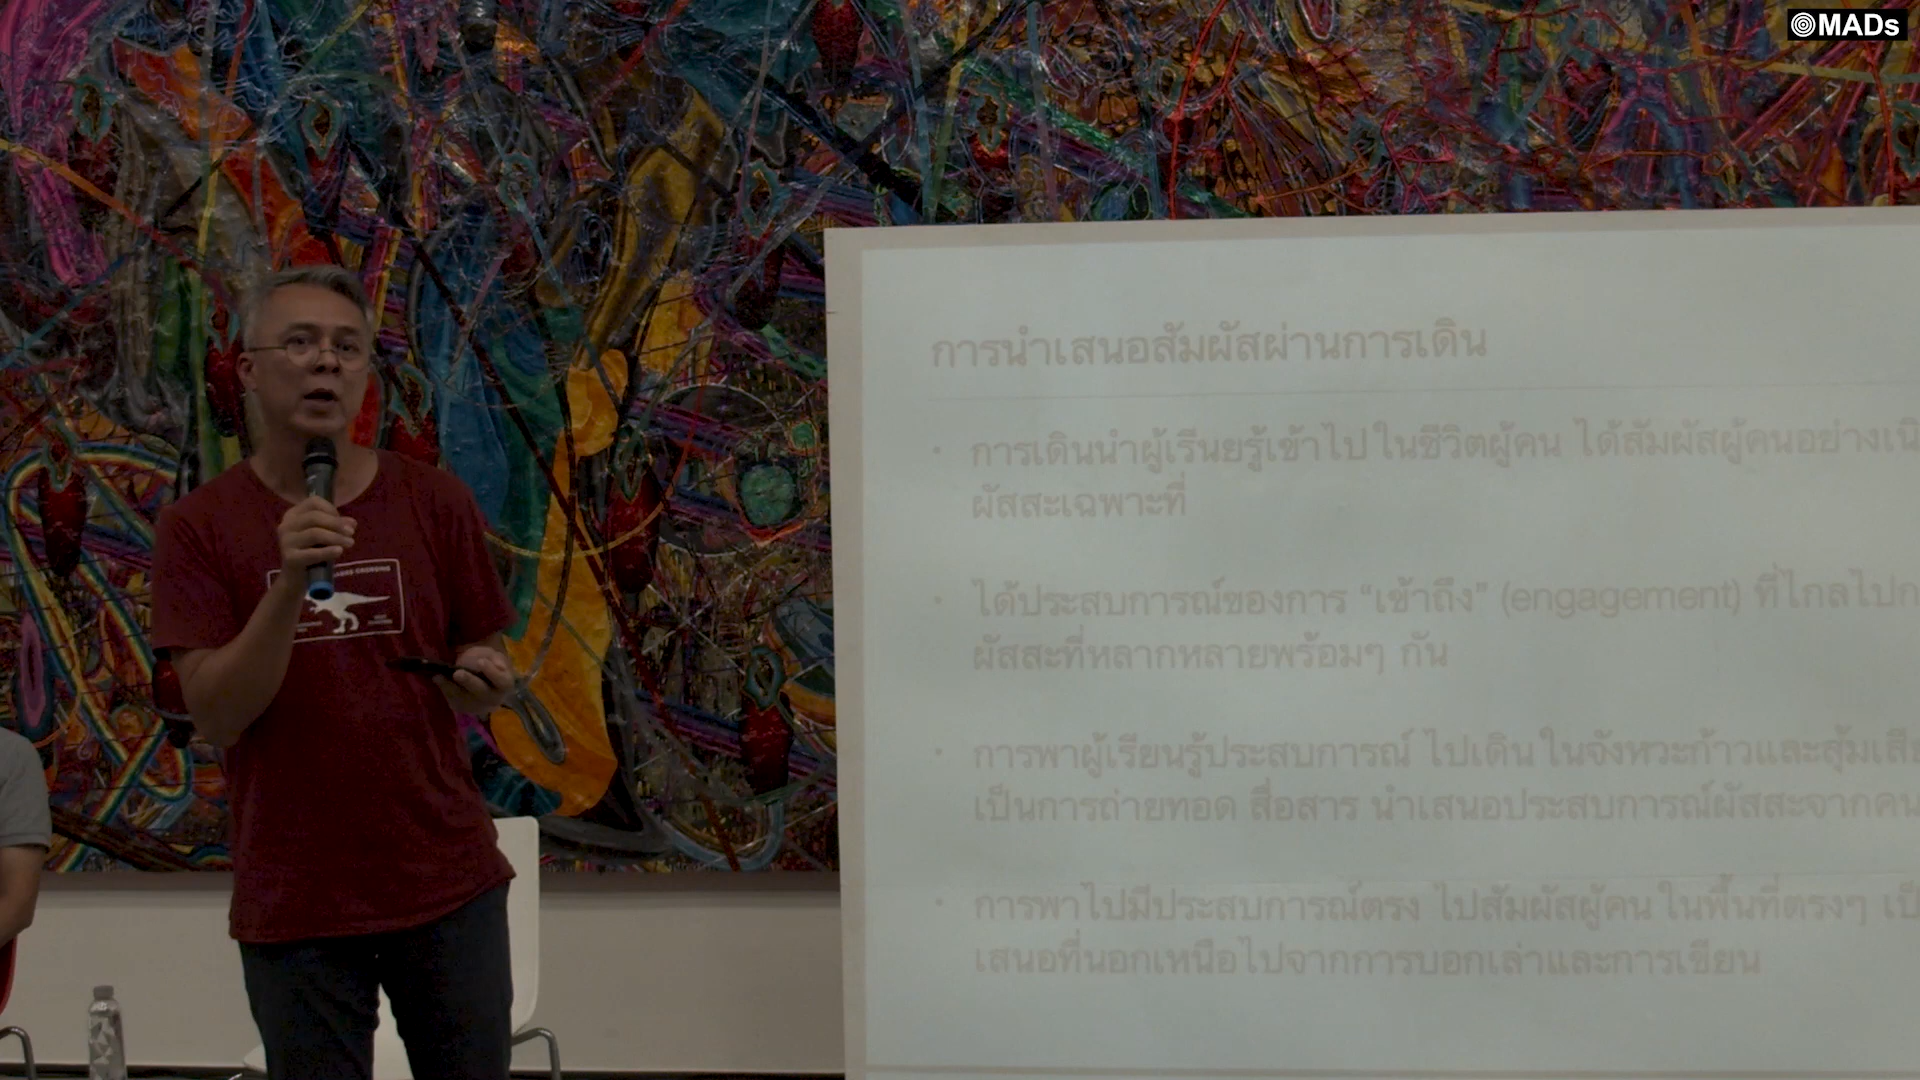 MADs
การนำเสนอสัมผัสผ่านการเดิน
การเดินนำผู้เรีนยรู้เข้าไปในชีวิตผู้คน ได้สัมผัสผู้คนอย่าง
ผัสสะเฉพาะที่
ได้ประสบการณ์ของการ “เข้าถึง” (engagement) ที่ไกลไป
ผัสสะที่หลากหลายพร้อมๆ กัน
การพาผู้เรียนรู้ประสบการณ์ ไปเดินในจังหวะก้าวและสุ้ม
เป็นการถ่ายทอด สื่อสาร นำเสนอประสบการณ์ผัสสะจากคน
การพาไปมีประสบการณ์ตรง ไปสัมผัสผู้คนในพื้นที่ตรงๆ
เสนอที่นอกเหนือไปจากการบอกเล่าและการเขียน